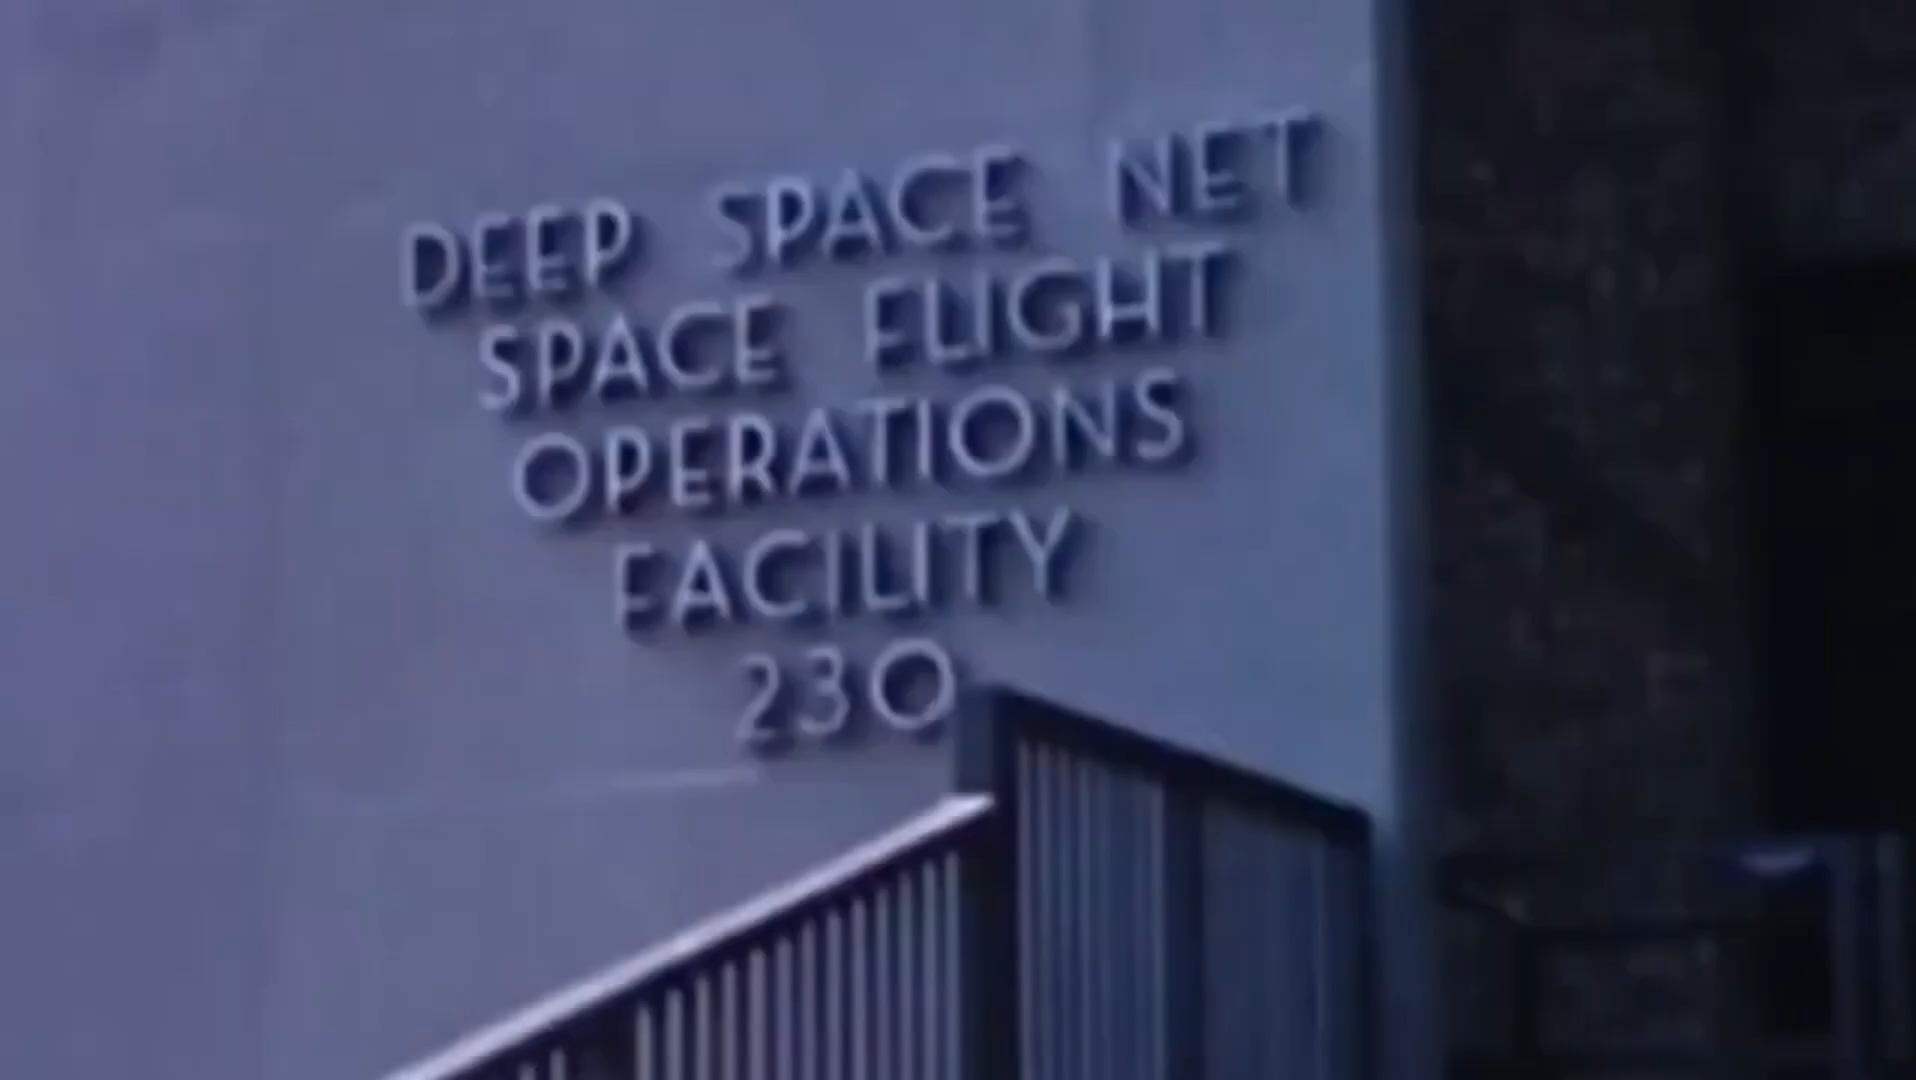 DEEP SPACE NET
SPACE FLIGHT
OPERATIONS
FACILITY
230